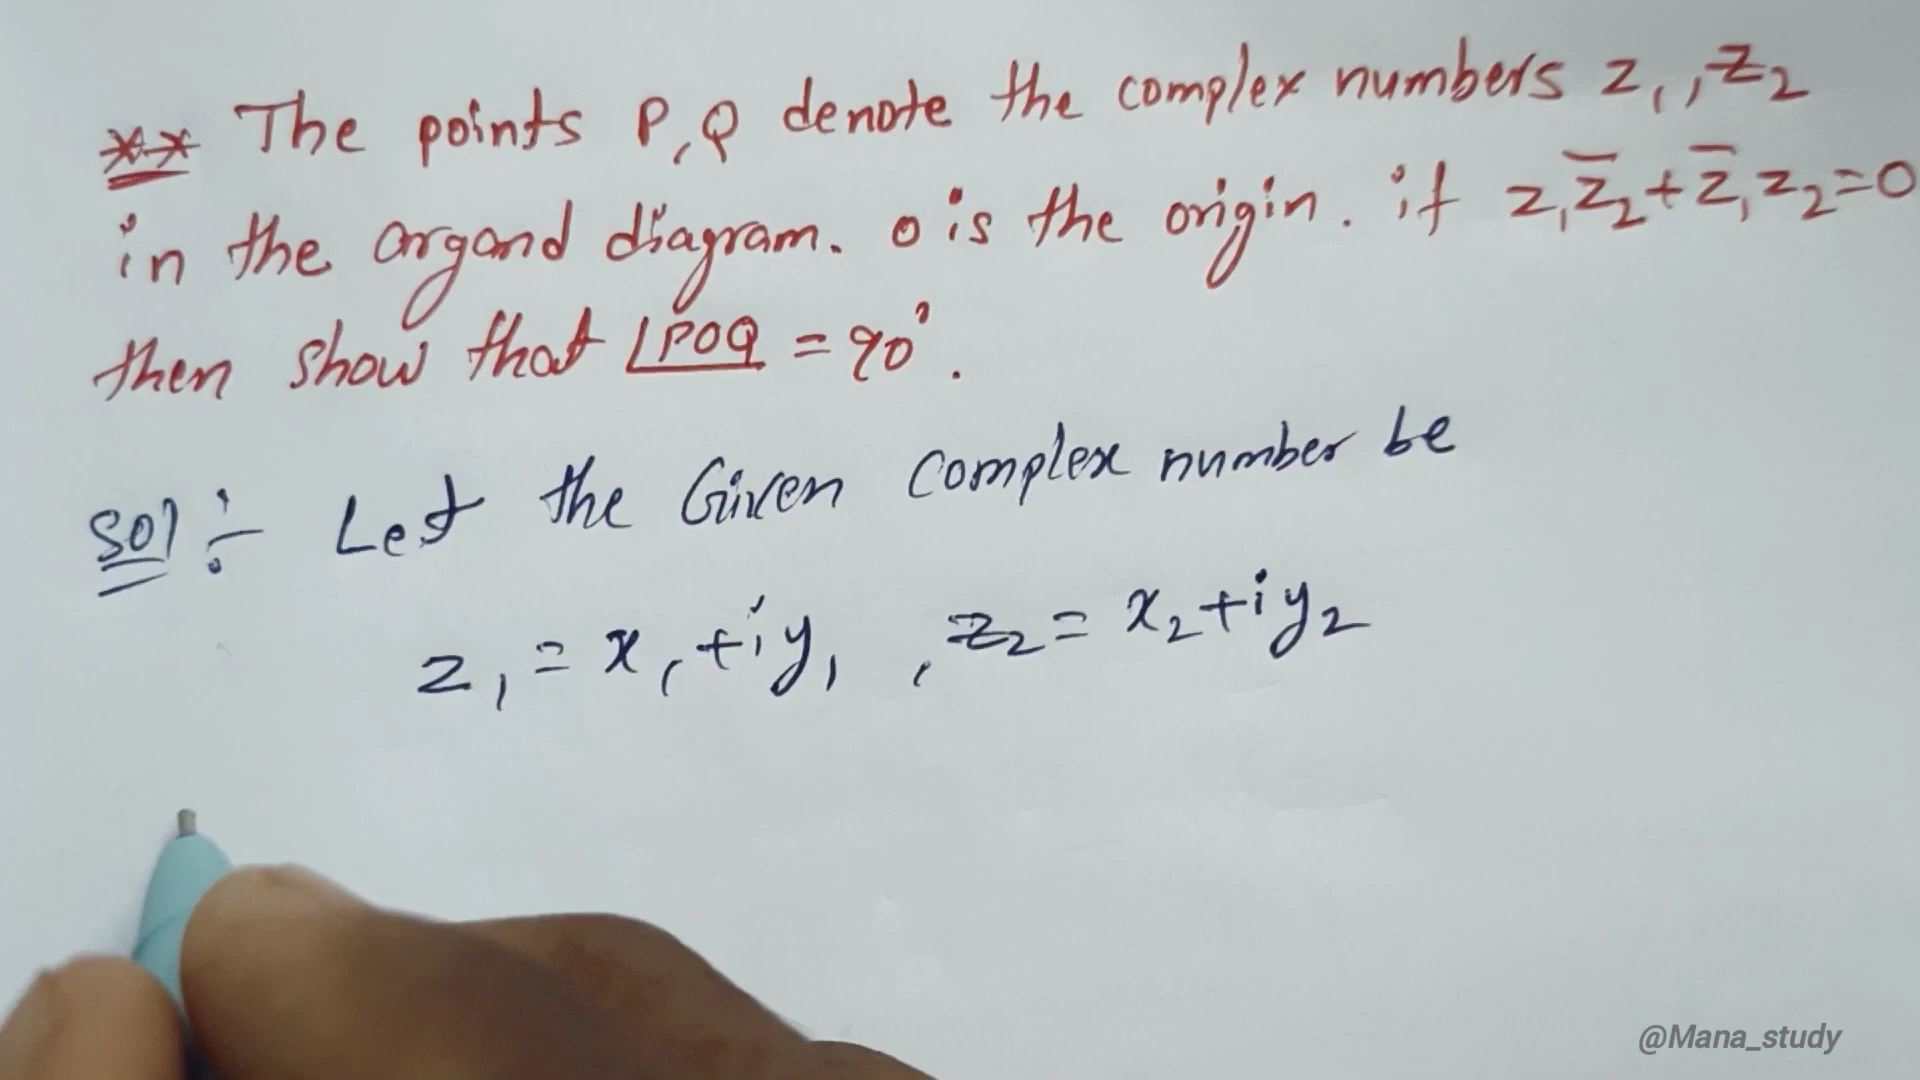 ** The points P,Q denote the complex numbers z₁,z₂
in the argand diagram. o is the origin. if z₁z̅₂+z̅₁z₂=0
then show that ∠POQ = 90°.
Sol ÷ Let the Given Complex number be
z₁ = x₁+iy₁ , z₂ = x₂+iy₂
@Mana_study